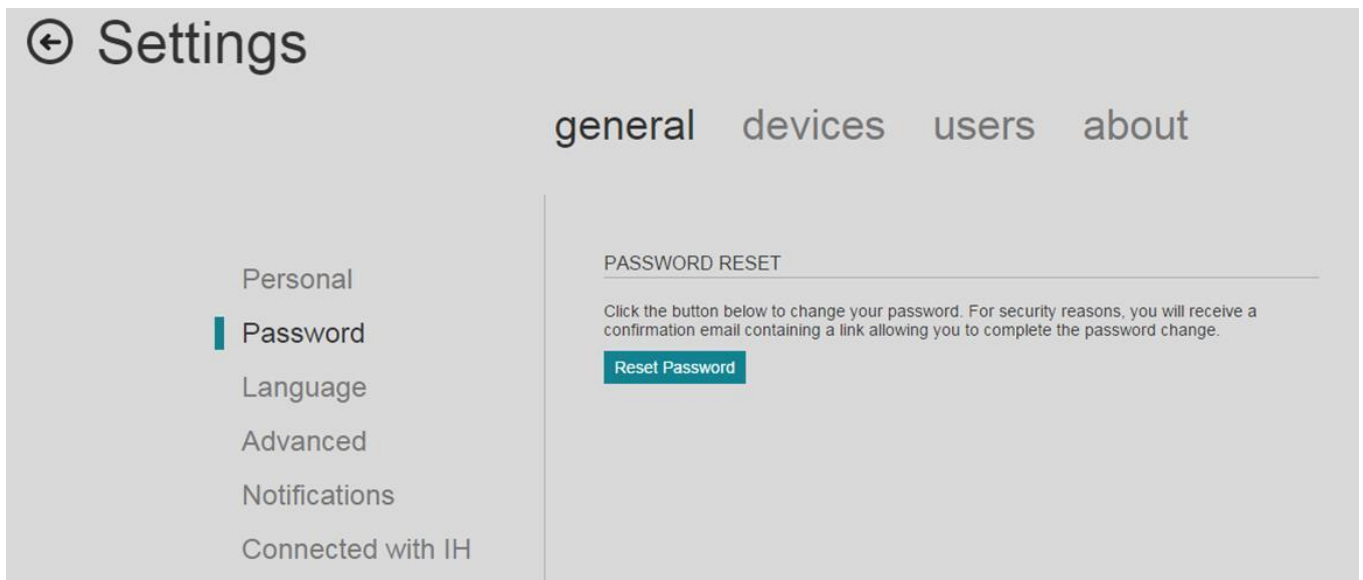 Settings
general devices users about
Personal
Password
Language
Advanced
Notifications
Connected with IH
PASSWORD RESET
Click the button below to change your password. For security reasons, you will receive a
confirmation email containing a link allowing you to complete the password change.
Reset Password